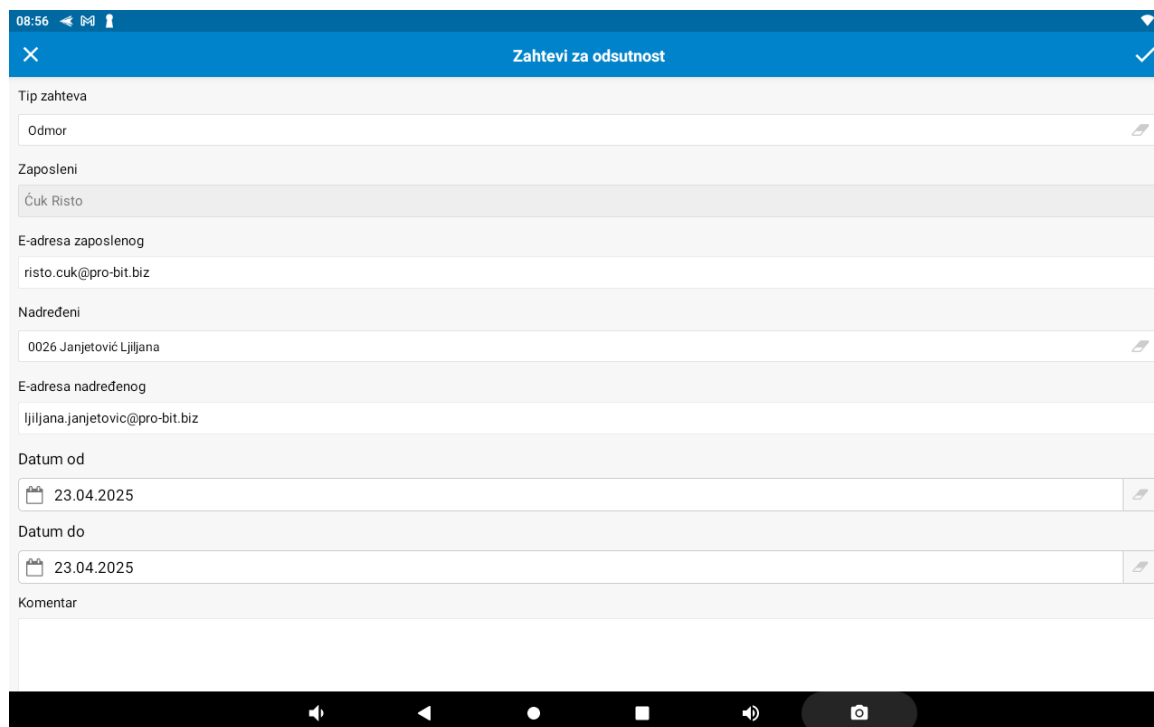 08:56
Zahtevi za odsutnost
Tip zahteva
Odmor
Zaposleni
Ćuk Risto
E-adresa zaposlenog
risto.cuk@pro-bit.biz
Nadređeni
0026 Janjetović Ljiljana
E-adresa nadređenog
ljiljana.janjetovic@pro-bit.biz
Datum od
23.04.2025
Datum do
23.04.2025
Komentar